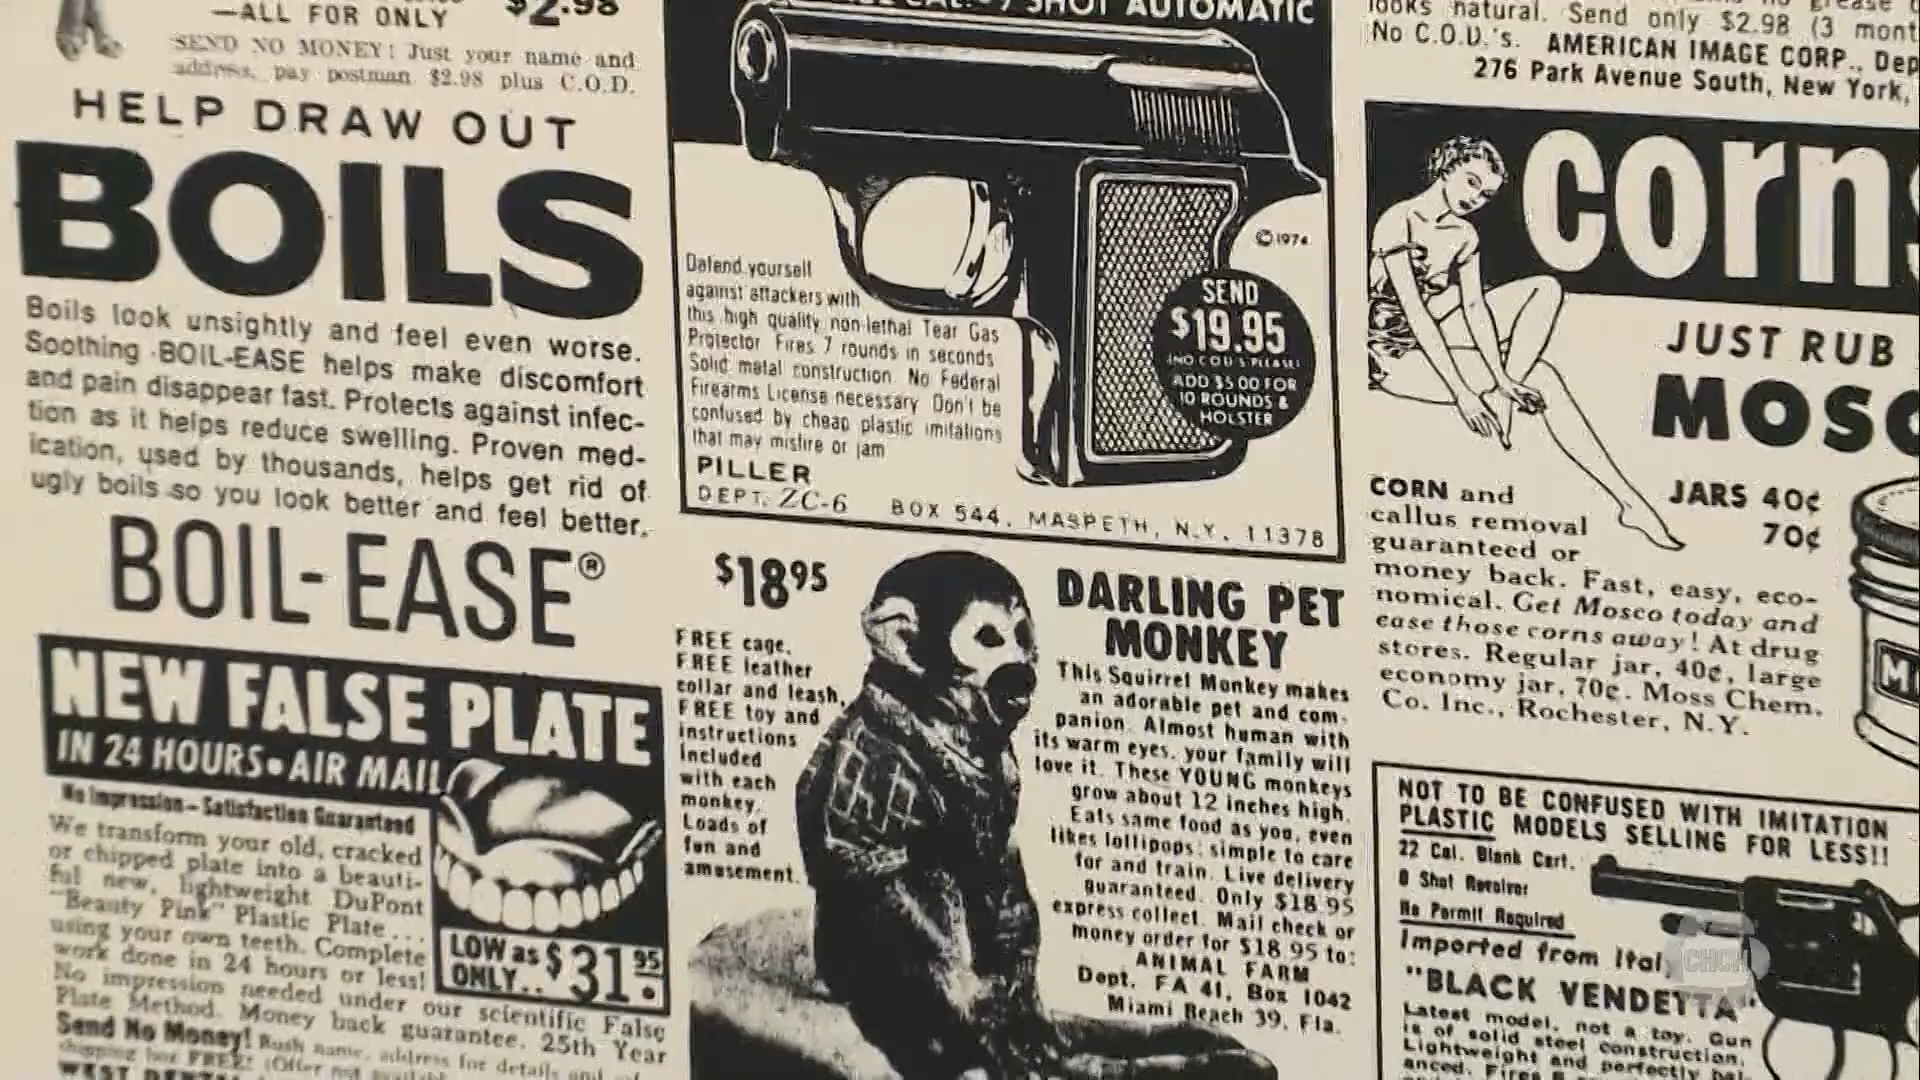 —ALL FOR ONLY $2.98
SEND NO MONEY! Just your name and
address, pay postman $2.98 plus C.O.D.
HELP DRAW OUT
BOILS
Boils look unsightly and feel even worse.
Soothing BOIL-EASE helps make discomfort
and pain disappear fast. Protects against infec-
tion as it helps reduce swelling. Proven med-
ication, used by thousands, helps get rid of
ugly boils so you look better and feel better.
BOIL-EASE®
NEW FALSE PLATE
IN 24 HOURS • AIR MAIL
No Impression – Satisfaction Guaranteed
We transform your old, cracked
or chipped plate into a beauti-
ful new, lightweight DuPont
"Beauty Pink" Plastic Plate...
using your own teeth. Complete
work done in 24 hours or less!
No impression needed under our scientific False
Plate Method. Money back guarantee. 25th Year
Send No Money! Rush name, address for details and
shipping box FREE! (Offer not available
WEST
LOW as $31.95
ONLY..
SHOT AUTOMATIC
©1974
Defend yourself
against attackers with
this high quality non-lethal Tear Gas
Protector Fires 7 rounds in seconds
Solid metal construction. No Federal
Firearms License necessary Don't be
confused by cheap plastic imitations
that may misfire or jam
SEND
$19.95
(NO C.O.D.'S PLEASE)
ADD $5.00 FOR
10 ROUNDS &
HOLSTER
PILLER
DEPT. ZC-6 BOX 544, MASPETH, N.Y. 11378
$18.95
FREE cage,
FREE leather
collar and leash,
FREE toy and
instructions
included
with each
monkey.
Loads of
fun and
amusement.
DARLING PET
MONKEY
This Squirrel Monkey makes
an adorable pet and com-
panion. Almost human with
its warm eyes, your family will
love it. These YOUNG monkeys
grow about 12 inches high.
Eats same food as you, even
likes lollipops; simple to care
for and train. Live delivery
guaranteed. Only $18.95
express collect. Mail check or
money order for $18.95 to:
ANIMAL FARM
Dept. FA 41, Box 1042
Miami Beach 39, Fla.
looks natural. Send only $2.98 (3 mont
No C.O.D.'s. AMERICAN IMAGE CORP., Dep
276 Park Avenue South, New York,
corns
JUST RUB
MOSC
JARS 40¢
70¢
CORN and
callus removal
guaranteed or
money back. Fast, easy, eco-
nomical. Get Mosco today and
ease those corns away! At drug
stores. Regular jar, 40¢, large
economy jar, 70¢. Moss Chem.
Co. Inc., Rochester, N.Y.
M
NOT TO BE CONFUSED WITH IMITATION
PLASTIC MODELS SELLING FOR LESS!!
22 Cal. Blank Cart.
8 Shot Revolver
No Permit Required
Imported from Italy
"BLACK VENDETTA"
Latest model, not a toy. Gun
is of solid steel construction.
Lightweight and perfectly bal-
anced. Fires
CHCH